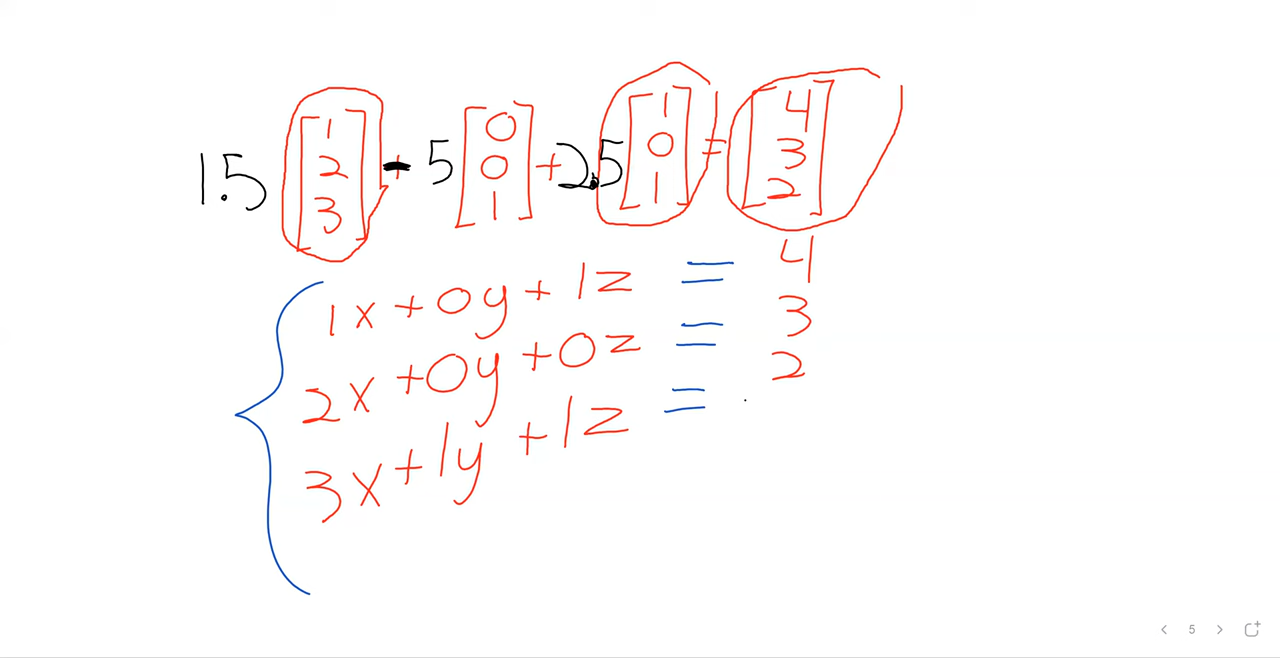 1.5 [1 2 3] - 5 [0 0 1] + 2.5 [1 0 1] = [4 3 2]
1x + 0y + 1z = 4
2x + 0y + 0z = 3
3x + 1y + 1z = 2
< 5 >